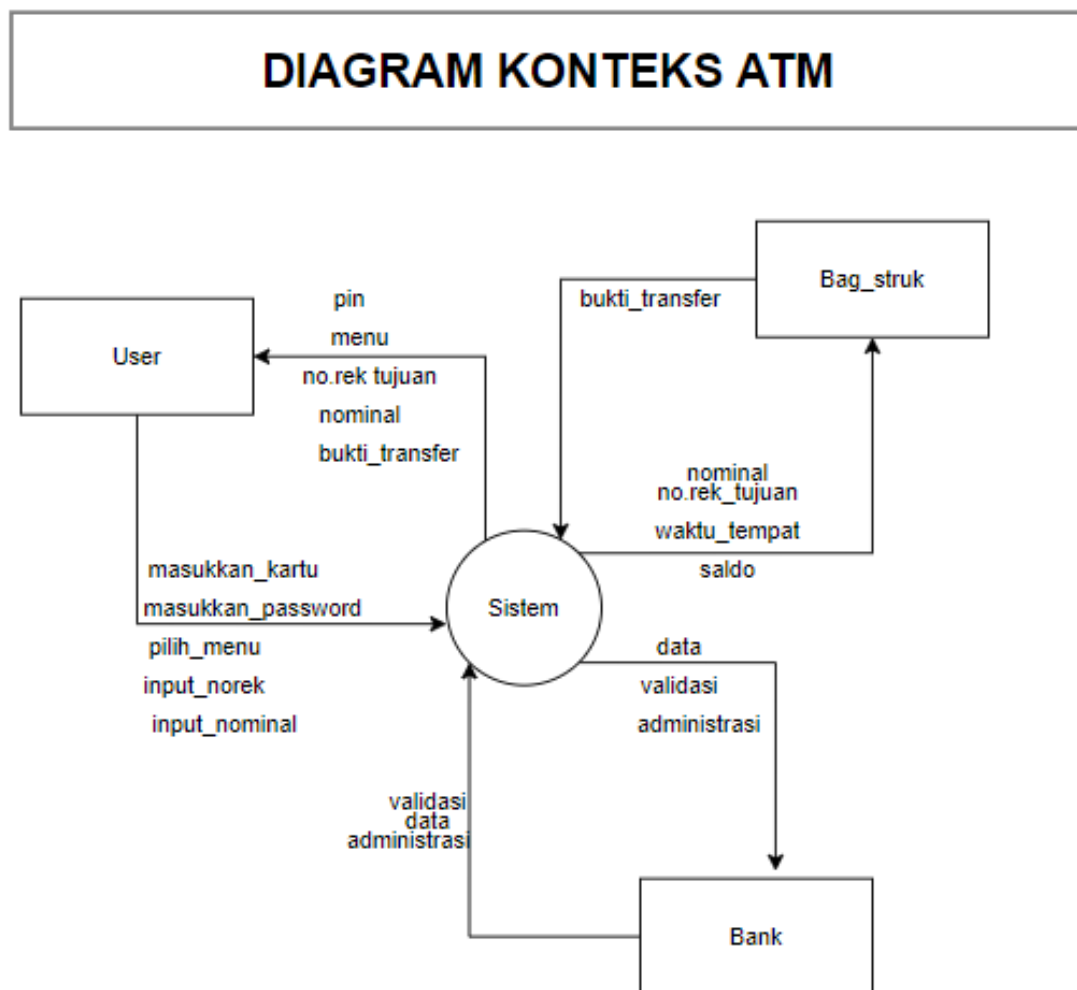 DIAGRAM KONTEKS ATM
Bag_struk
bukti_transfer
User
pin
menu
no.rek tujuan
nominal
bukti_transfer
nominal
no.rek_tujuan
waktu_tempat
saldo
masukkan_kartu
masukkan_password
pilih_menu
input_norek
input_nominal
Sistem
data
validasi
administrasi
validasi
data
administrasi
Bank